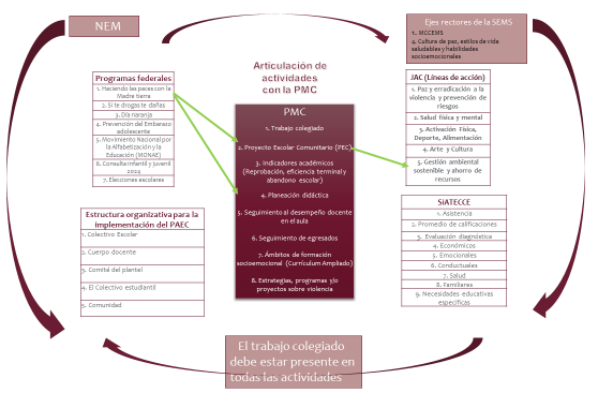 NEM
Ejes rectores de la SEMS
1. MCCEMS
4. Cultura de paz, estilos de vida
saludables y habilidades
socioemocionales
Articulación de
actividades
con la PMC
Programas federales
1. Haciendo las paces con la
Madre tierra
2. Si te drogas te dañas
3. Día naranja
4. Prevención del Embarazo
adolescente
5. Movimiento Nacional por
la Alfabetización y la
Educación (MONAE)
6. Consulta infantil y juvenil
2024
7. Elecciones escolares
PMC
1. Trabajo colegiado
2. Proyecto Escolar Comunitario (PEC)
3. Indicadores académicos
(Reprobación, eficiencia terminal y
abandono escolar)
4. Planeación didáctica
5. Seguimiento al desempeño docente
en el aula
6. Seguimiento de egresados
7. Ámbitos de formación
socioemocional (Currículum Ampliado)
8. Estrategias, programas y/o
proyectos sobre violencia
JAC (Líneas de acción)
1. Paz y erradicación a la
violencia y prevención de
riesgos
2. Salud física y mental
3. Activación Física,
Deporte, Alimentación
4. Arte y Cultura
5. Gestión ambiental
sostenible y ahorro de
recursos
Estructura organizativa para la
implementación del PAEC
1. Colectivo Escolar
2. Cuerpo docente
3. Comité del plantel
4. El Colectivo estudiantil
5. Comunidad
SiATECCE
1. Asistencia
2. Promedio de calificaciones
3. Evaluación diagnóstica
4. Económicos
5. Emocionales
6. Conductuales
7. Salud
8. Familiares
9. Necesidades educativas
específicas
El trabajo colegiado
debe estar presente en
todas las actividades